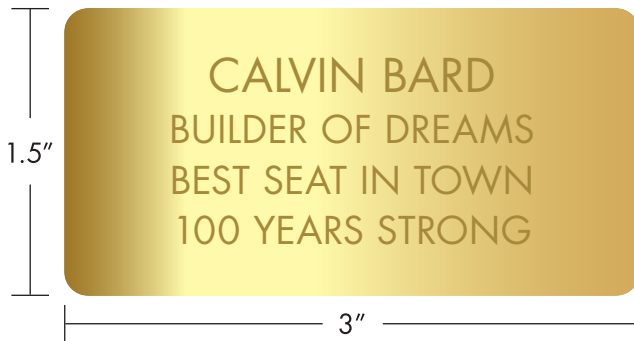 CALVIN BARD
BUILDER OF DREAMS
BEST SEAT IN TOWN
100 YEARS STRONG
1.5”
3”